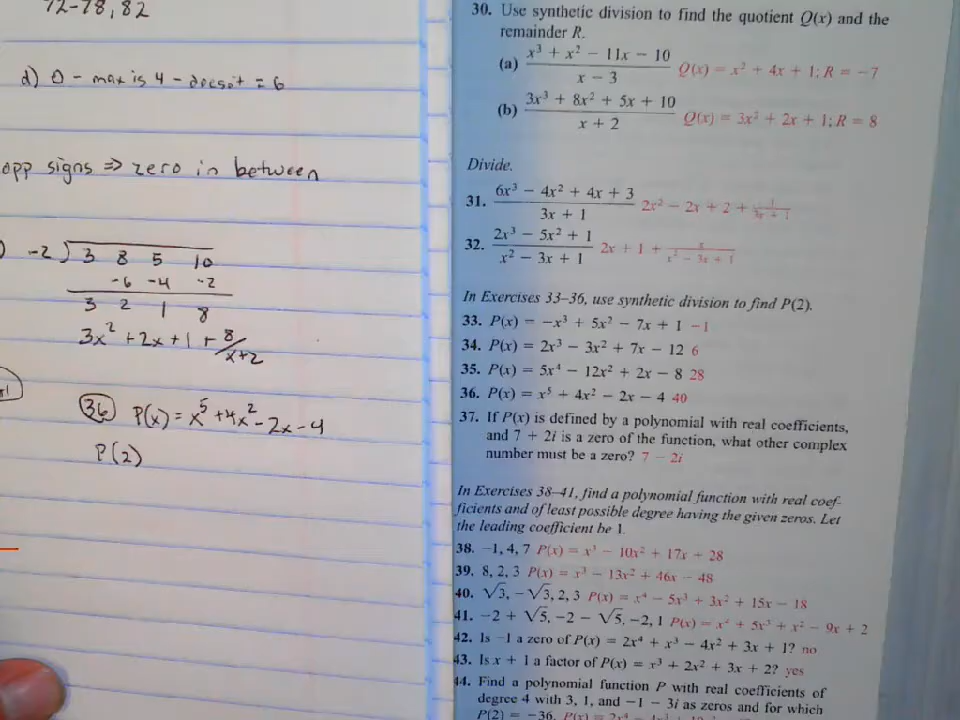 72-78, 82
d) 0 - max is 4 - doesn't = 6
opp signs ⇒ zero in between
-2 ) 3 8 5 10
-6 -4 -2
3 2 1 8
3x² + 2x + 1 + 8/x+2
36 P(x) = x⁵ + 4x² - 2x - 4
P(2)
30. Use synthetic division to find the quotient Q(x) and the
remainder R.
(a) x³ + x² − 11x − 10 / x − 3 Q(x) = x² + 4x + 1; R = −7
(b) 3x³ + 8x² + 5x + 10 / x + 2 Q(x) = 3x² + 2x + 1; R = 8
Divide.
31. 6x³ − 4x² + 4x + 3 / 3x + 1 2x² − 2x + 2 + 1 / 3x + 1
32. 2x³ − 5x² + 1 / x² − 3x + 1 2x + 1 + x / x² − 3x + 1
In Exercises 33–36, use synthetic division to find P(2).
33. P(x) = −x³ + 5x² − 7x + 1 −1
34. P(x) = 2x³ − 3x² + 7x − 12 6
35. P(x) = 5x⁴ − 12x² + 2x − 8 28
36. P(x) = x⁵ + 4x² − 2x − 4 40
37. If P(x) is defined by a polynomial with real coefficients,
and 7 + 2i is a zero of the function, what other complex
number must be a zero? 7 − 2i
In Exercises 38–41, find a polynomial function with real coef-
ficients and of least possible degree having the given zeros. Let
the leading coefficient be 1.
38. −1, 4, 7 P(x) = x³ − 10x² + 17x + 28
39. 8, 2, 3 P(x) = x³ − 13x² + 46x − 48
40. √3, −√3, 2, 3 P(x) = x⁴ − 5x³ + 3x² + 15x − 18
41. −2 + √5, −2 − √5, −2, 1 P(x) = x⁴ + 5x³ + x² − 9x + 2
42. Is −1 a zero of P(x) = 2x⁴ + x³ − 4x² + 3x + 1? no
43. Is x + 1 a factor of P(x) = x³ + 2x² + 3x + 2? yes
44. Find a polynomial function P with real coefficients of
degree 4 with 3, 1, and −1 − 3i as zeros and for which
P(2) = −36.